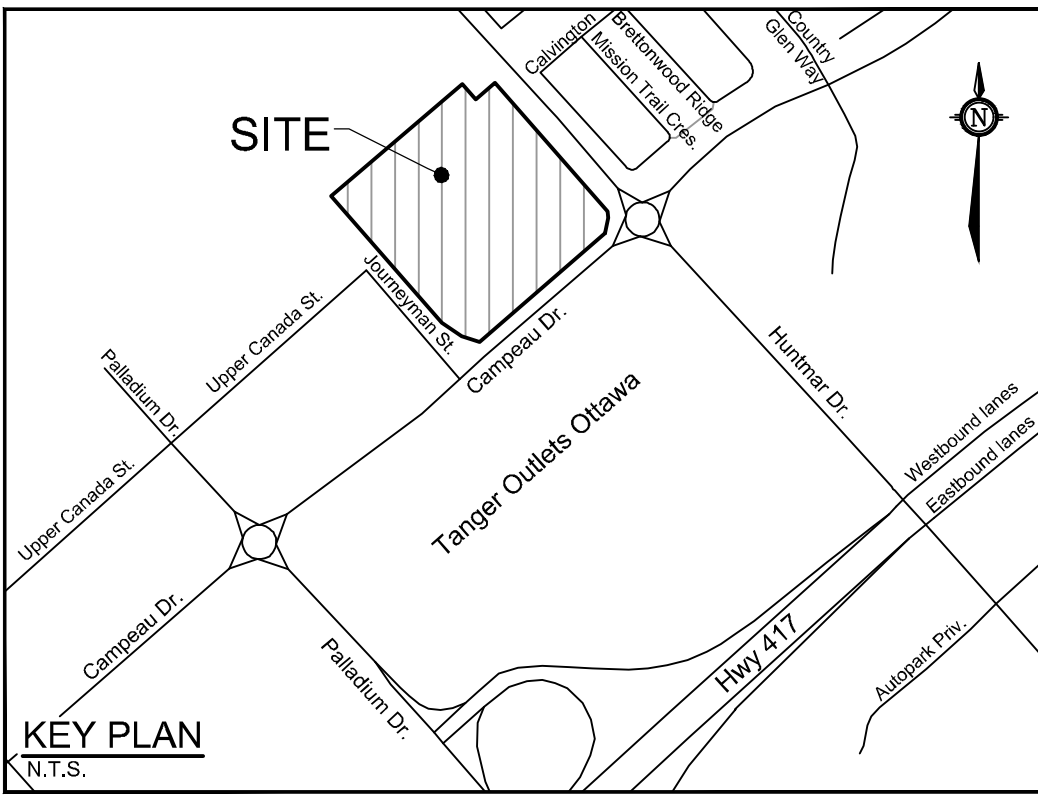 Calvington
Brettonwood Ridge
Mission Trail Cres.
Country
Glen Way
SITE
N
Journeyman St.
Upper Canada St.
Campeau Dr.
Palladium Dr.
Huntmar Dr.
Tanger Outlets Ottawa
Westbound lanes
Eastbound lanes
Upper Canada St.
Campeau Dr.
Palladium Dr.
Hwy 417
Autopark Priv.
KEY PLAN
N.T.S.